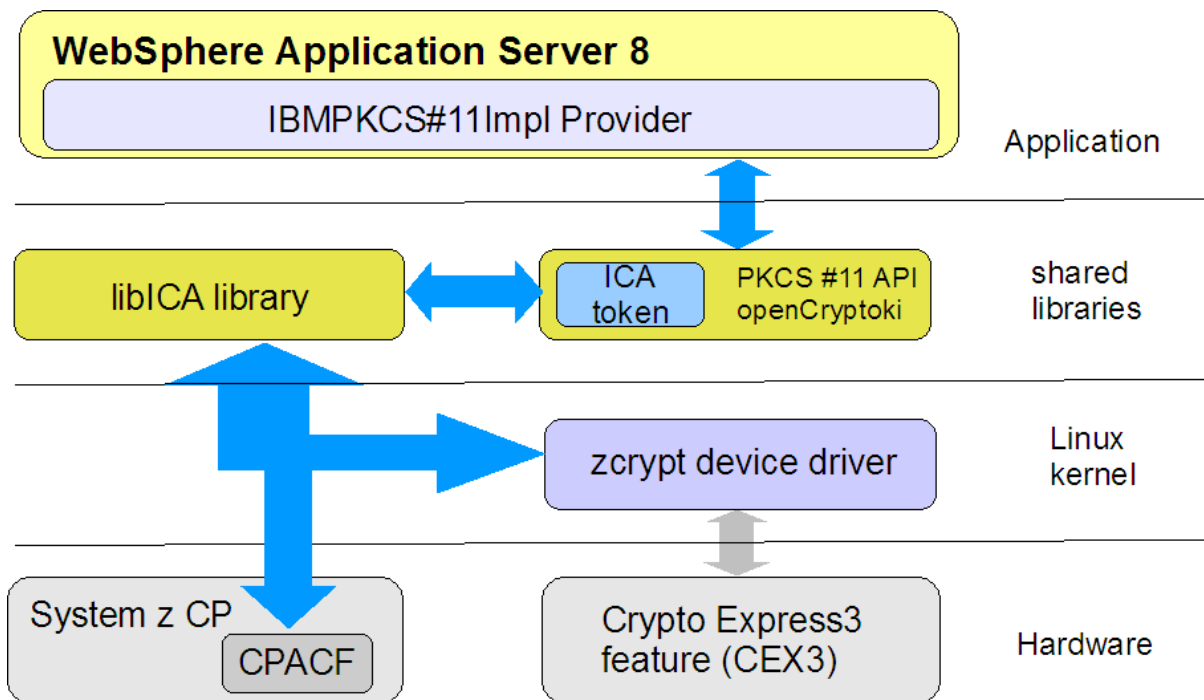 WebSphere Application Server 8
IBMPKCS#11Impl Provider
Application
libICA library
ICA
token
PKCS #11 API
openCryptoki
shared
libraries
zcrypt device driver
Linux
kernel
System z CP
CPACF
Crypto Express3
feature (CEX3)
Hardware